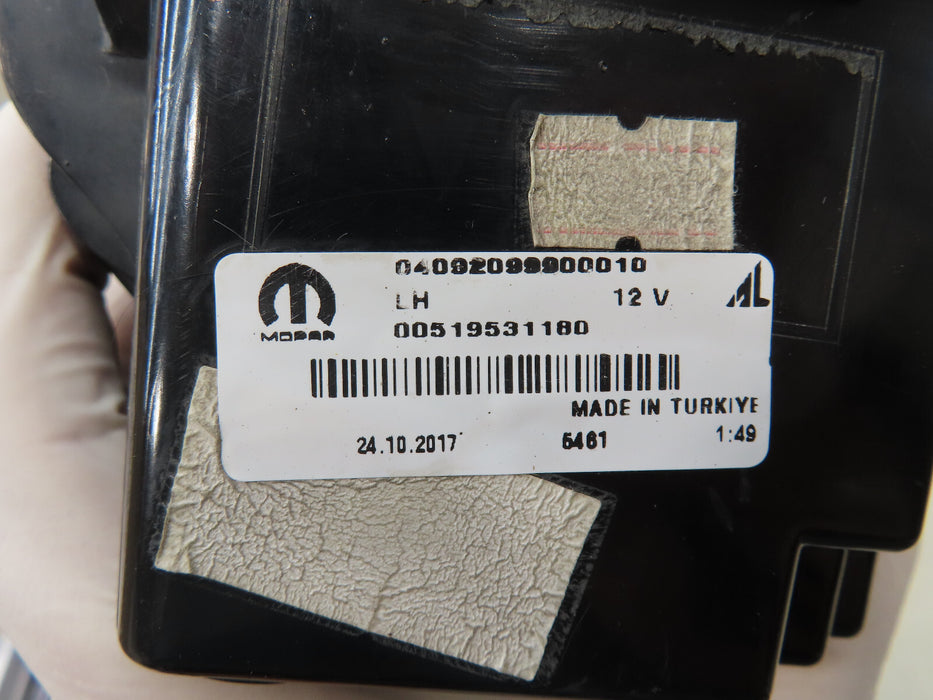 04092099900010
LH 12 V AL
MOPAR
00519531180
MADE IN TURKIYE
24.10.2017 5461 1:49